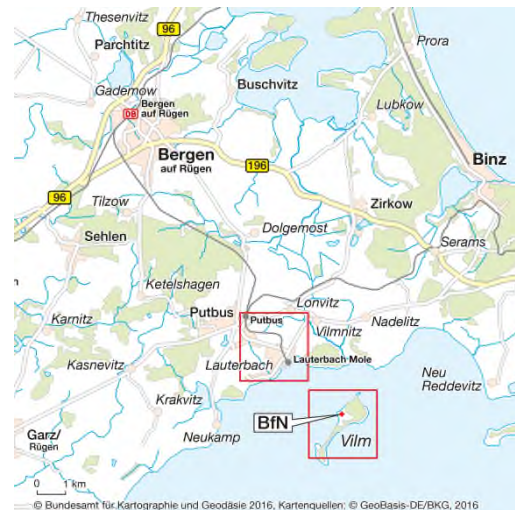 Thesenvitz
96
Parchtitz
Prora
Gademow
Buschvitz
DB
Bergen
auf Rügen
Lubkow
Bergen
auf Rügen
196
Binz
96
Tilzow
Zirkow
Sehlen
Dolgemost
Serams
Ketelshagen
Lonvitz
Karnitz
Putbus
Putbus
Vilmnitz
Nadelitz
Lauterbach
Lauterbach Mole
Kasnevitz
Neu
Reddevitz
Krakvitz
BfN
Garz/
Rügen
Neukamp
Vilm
0 1 km
© Bundesamt für Kartographie und Geodäsie 2016, Kartenquellen: © GeoBasis-DE/BKG, 2016